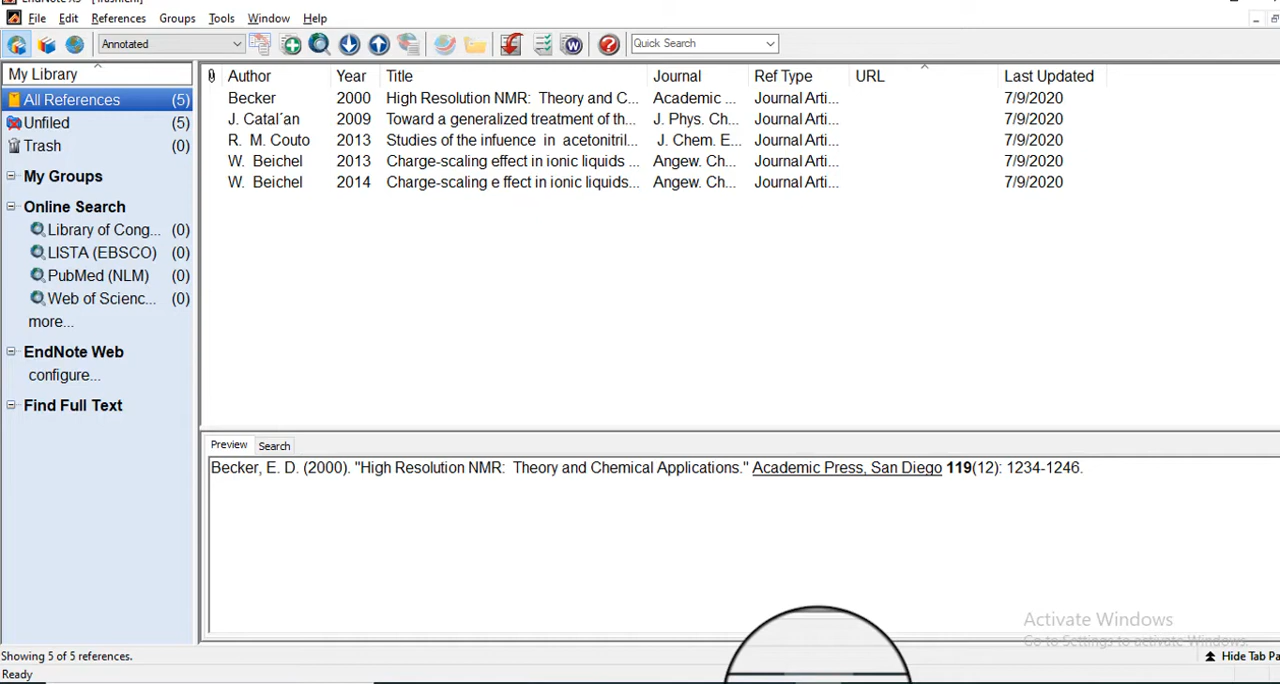 File Edit References Groups Tools Window Help
Annotated Quick Search
My Library
All References (5)
Unfiled (5)
Trash (0)
My Groups
Online Search
Library of Cong... (0)
LISTA (EBSCO) (0)
PubMed (NLM) (0)
Web of Scienc... (0)
more...
EndNote Web
configure...
Find Full Text
Author Year Title Journal Ref Type URL Last Updated
Becker 2000 High Resolution NMR: Theory and C... Academic ... Journal Arti... 7/9/2020
J. Catal´an 2009 Toward a generalized treatment of th... J. Phys. Ch... Journal Arti... 7/9/2020
R. M. Couto 2013 Studies of the infuence in acetonitril... J. Chem. E... Journal Arti... 7/9/2020
W. Beichel 2013 Charge-scaling effect in ionic liquids ... Angew. Ch... Journal Arti... 7/9/2020
W. Beichel 2014 Charge-scaling e ffect in ionic liquids... Angew. Ch... Journal Arti... 7/9/2020
Preview Search
Becker, E. D. (2000). "High Resolution NMR: Theory and Chemical Applications." Academic Press, San Diego 119(12): 1234-1246.
Activate Windows
Go to Settings to activate Windows.
Showing 5 of 5 references. Hide Tab Pa
Ready